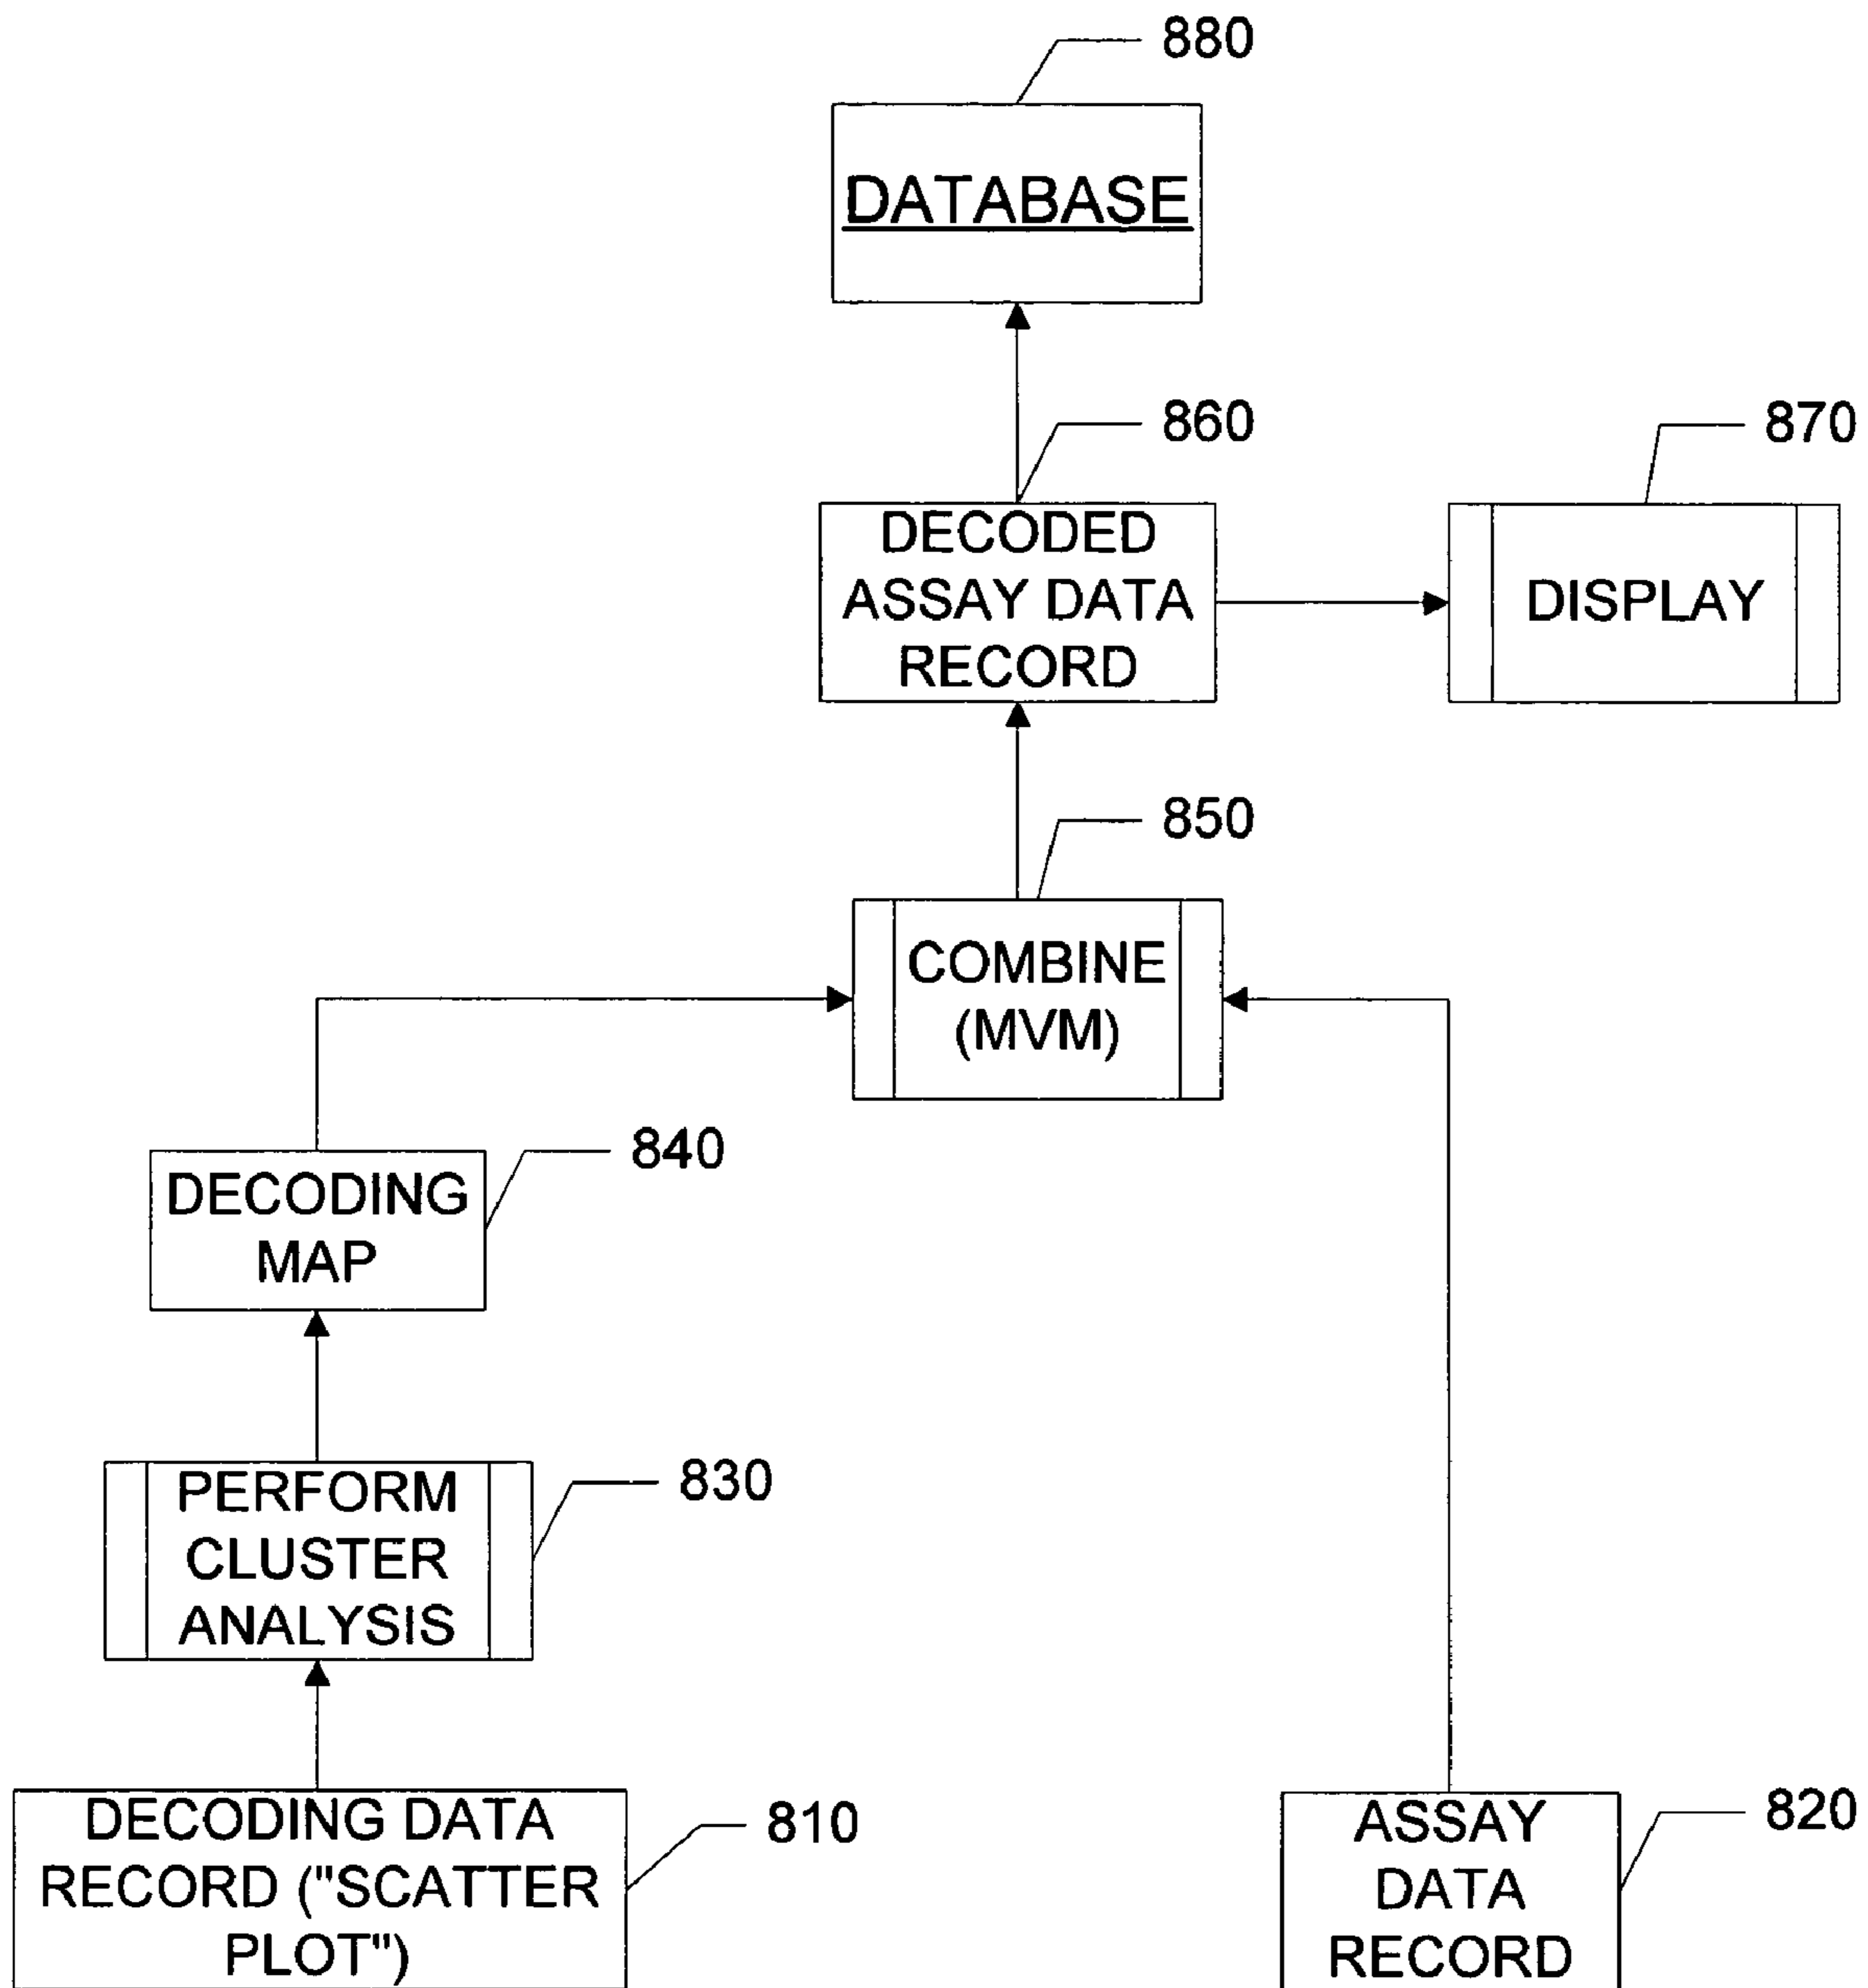 880
DATABASE
860
870
DECODED
ASSAY DATA
RECORD
DISPLAY
850
COMBINE
(MVM)
840
DECODING
MAP
830
PERFORM
CLUSTER
ANALYSIS
DECODING DATA
RECORD ("SCATTER
PLOT")
810
ASSAY
DATA
RECORD
820